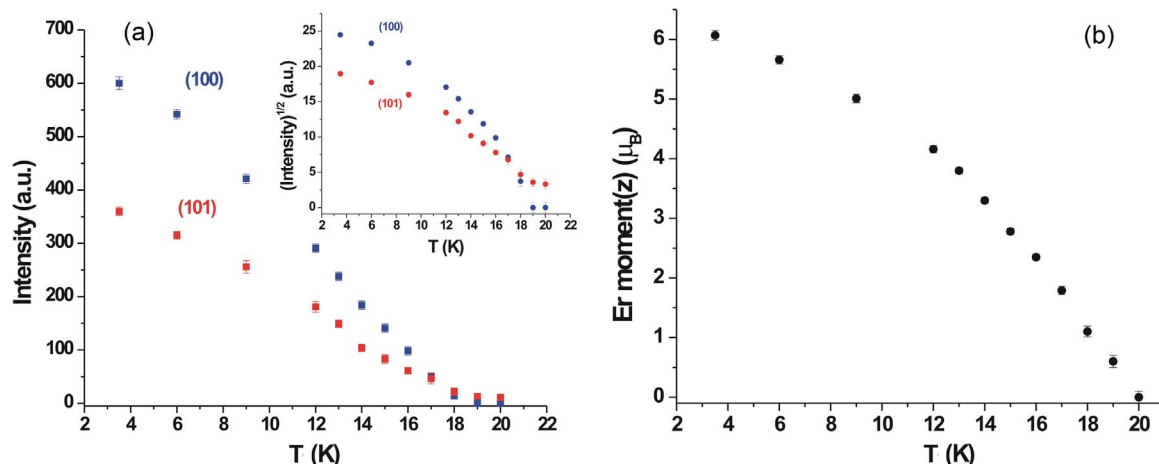 (a)
700
600
500
400
300
200
100
0
Intensity (a.u.)
(100)
(101)
2 4 6 8 10 12 14 16 18 20 22
T (K)
25
20
15
10
5
0
(Intensity)^1/2 (a.u.)
(100)
(101)
2 4 6 8 10 12 14 16 18 20 22
T (K)
(b)
6
5
4
3
2
1
0
Er moment(z) (μ_B)
2 4 6 8 10 12 14 16 18 20
T (K)